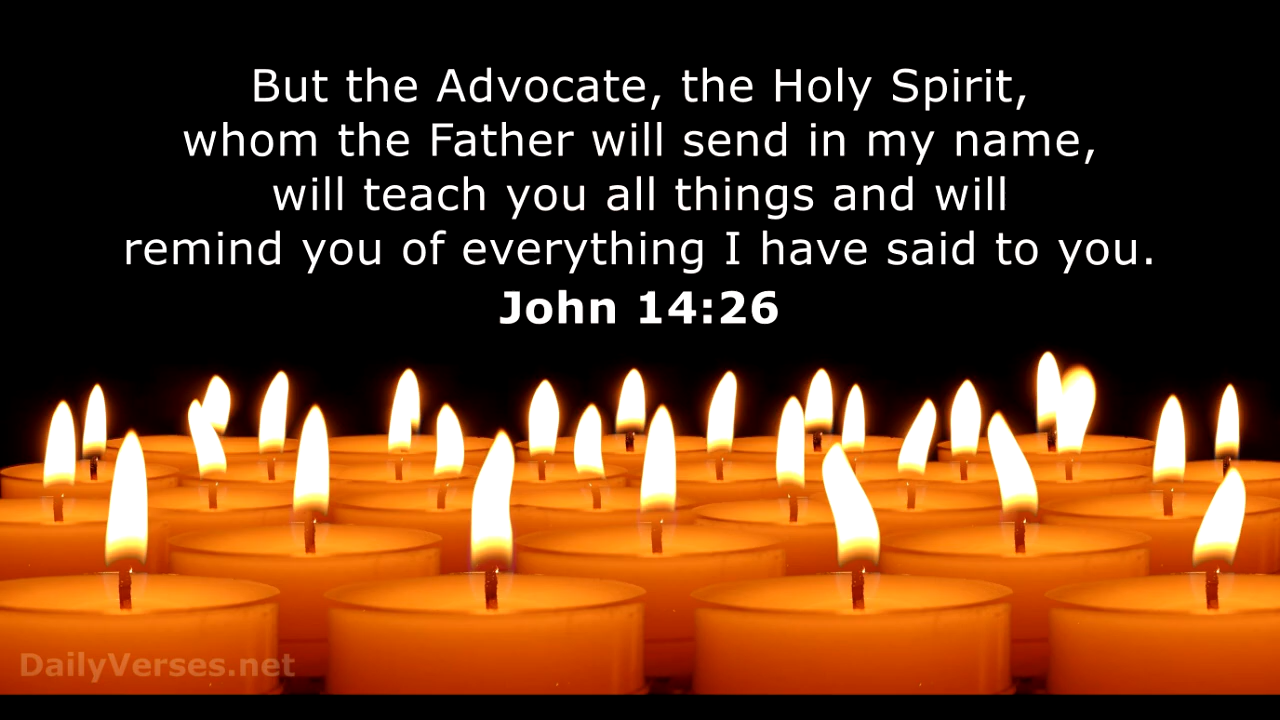 But the Advocate, the Holy Spirit,
whom the Father will send in my name,
will teach you all things and will
remind you of everything I have said to you.
John 14:26
DailyVerses.net